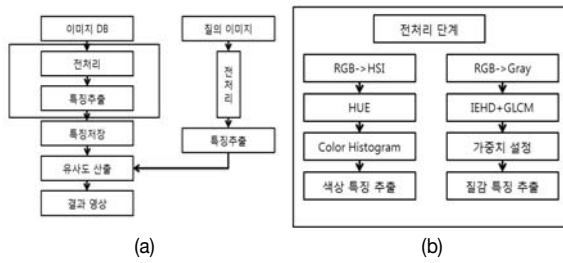 이미지 DB
전처리
특징추출
특징저장
유사도 산출
결과 영상
질의 이미지
전처리
특징추출
(a)
전처리 단계
RGB->HSI
HUE
Color Histogram
색상 특징 추출
RGB->Gray
IEHD+GLCM
가중치 설정
질감 특징 추출
(b)